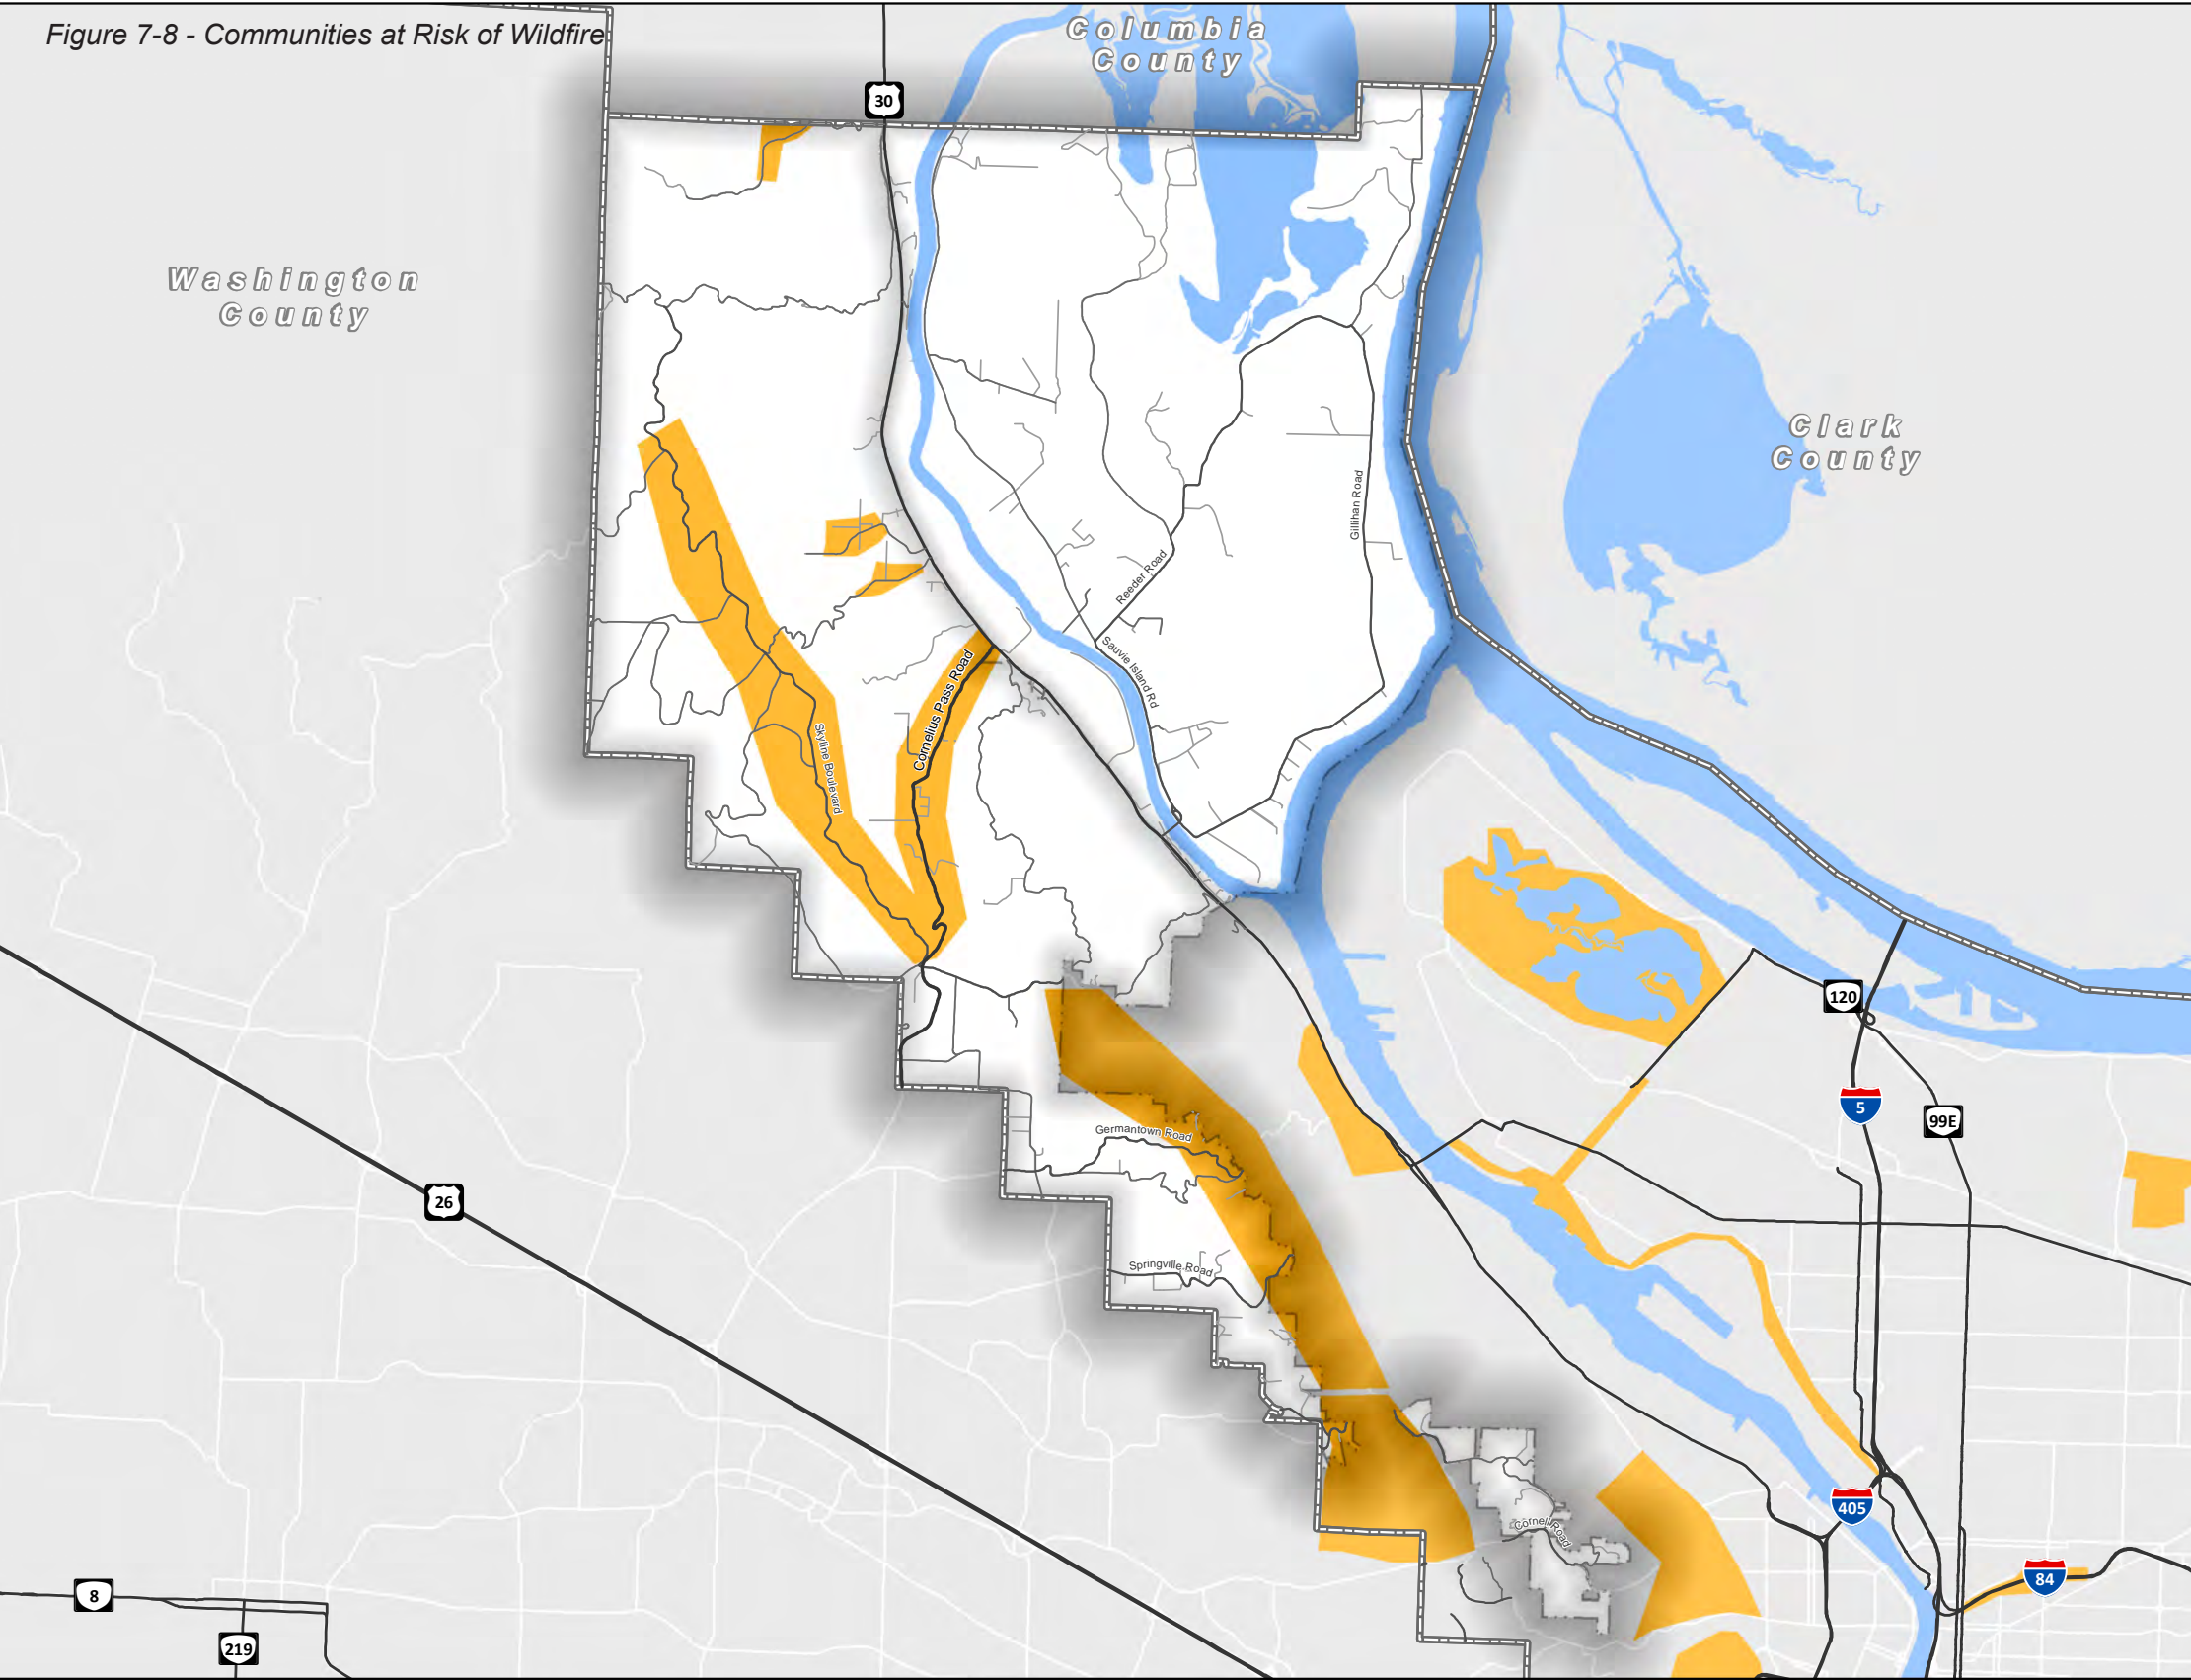 Figure 7-8 - Communities at Risk of Wildfire
Columbia
County
30
Washington
County
Clark
County
Gillihan Road
Reeder Road
Sauvie Island Rd
Cornelius Pass Road
Skyline Boulevard
120
5
99E
Germantown Road
26
Springville Road
405
Cornell Road
84
8
219